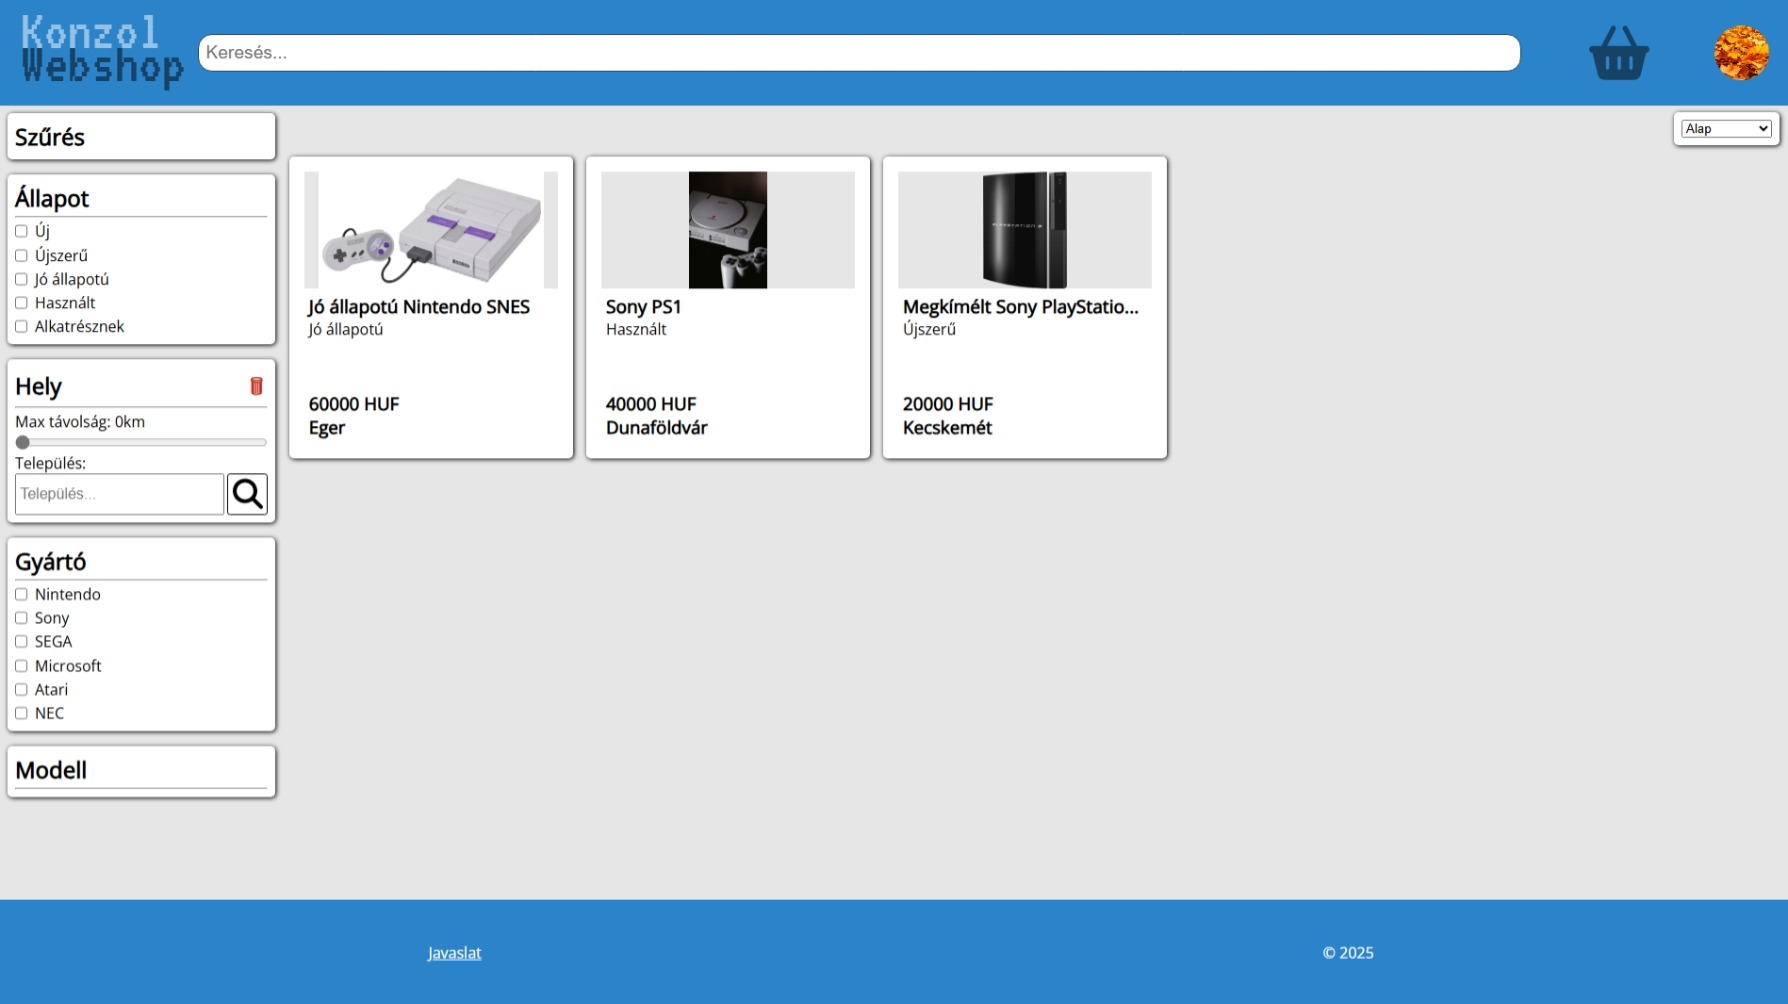 Konzol
Webshop
Keresés...
Szűrés
Alap
Állapot
Új
Újszerű
Jó állapotú
Használt
Alkatrésznek
Hely
Max távolság: 0km
Település:
Település...
Gyártó
Nintendo
Sony
SEGA
Microsoft
Atari
NEC
Modell
Jó állapotú Nintendo SNES
Jó állapotú
60000 HUF
Eger
Sony PS1
Használt
40000 HUF
Dunaföldvár
Megkímélt Sony PlayStatio...
Újszerű
20000 HUF
Kecskemét
Javaslat
© 2025